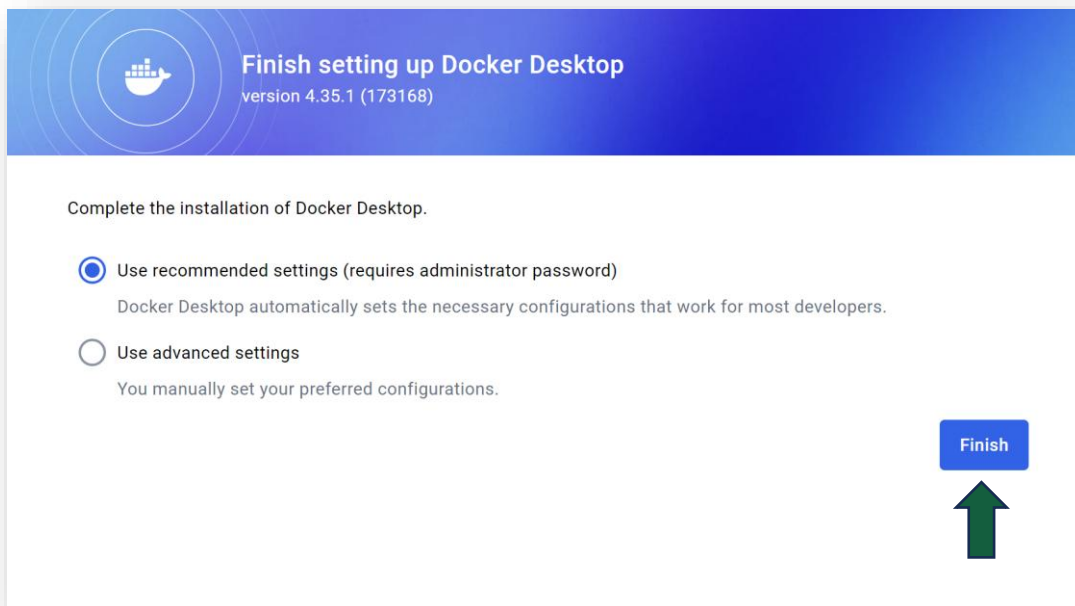 Finish setting up Docker Desktop
version 4.35.1 (173168)
Complete the installation of Docker Desktop.
Use recommended settings (requires administrator password)
Docker Desktop automatically sets the necessary configurations that work for most developers.
Use advanced settings
You manually set your preferred configurations.
Finish